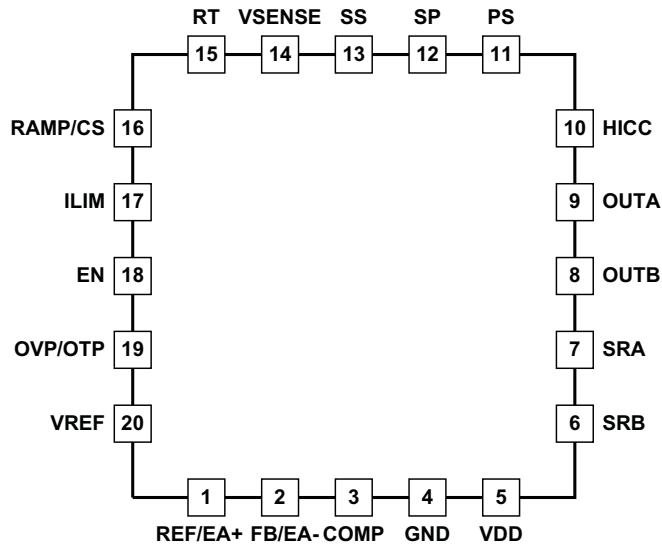 RT VSENSE SS SP PS
15 14 13 12 11
RAMP/CS 16 10 HICC
ILIM 17 9 OUTA
EN 18 8 OUTB
OVP/OTP 19 7 SRA
VREF 20 6 SRB
1 2 3 4 5
REF/EA+ FB/EA- COMP GND VDD